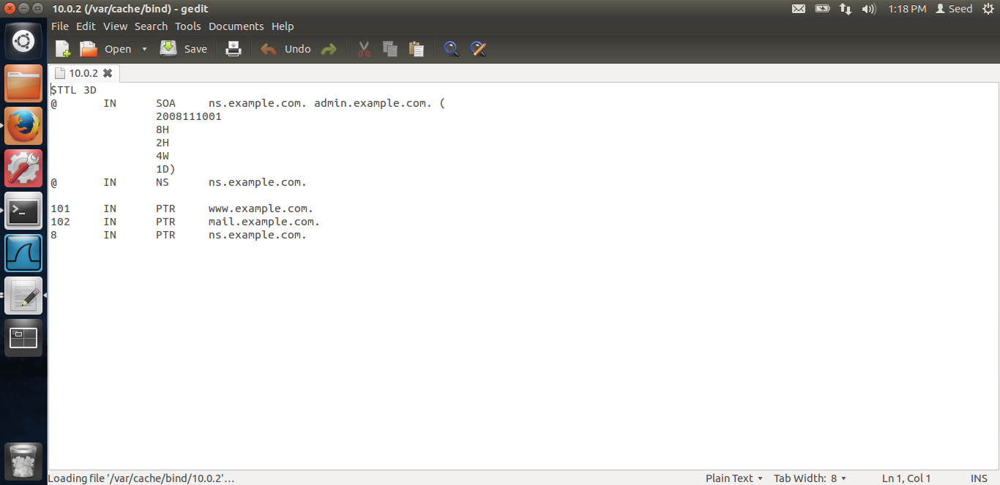 10.0.2 (/var/cache/bind) - gedit 1:18 PM Seed
File Edit View Search Tools Documents Help
Open Save Undo
10.0.2
$TTL 3D
@ IN SOA ns.example.com. admin.example.com. (
2008111001
8H
2H
4W
1D)
@ IN NS ns.example.com.
101 IN PTR www.example.com.
102 IN PTR mail.example.com.
8 IN PTR ns.example.com.
Loading file '/var/cache/bind/10.0.2'... Plain Text Tab Width: 8 Ln 1, Col 1 INS